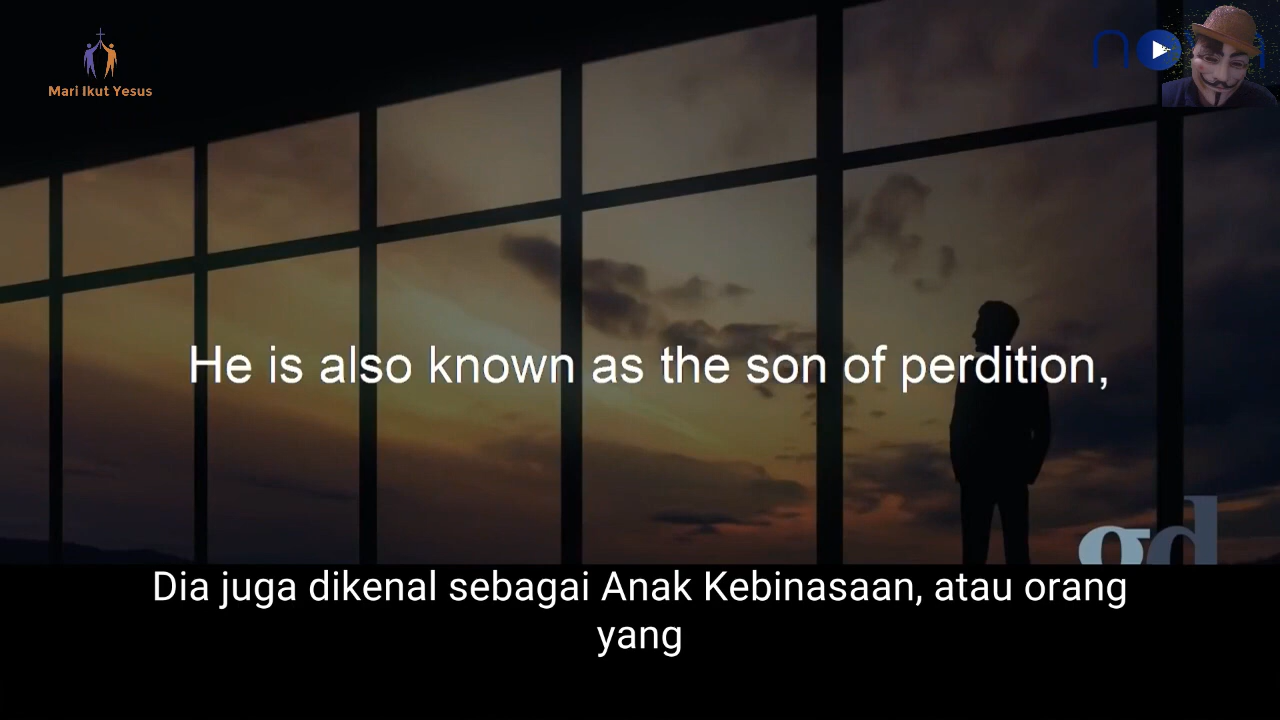 Mari Ikut Yesus
He is also known as the son of perdition,
gd
Dia juga dikenal sebagai Anak Kebinasaan, atau orang
yang